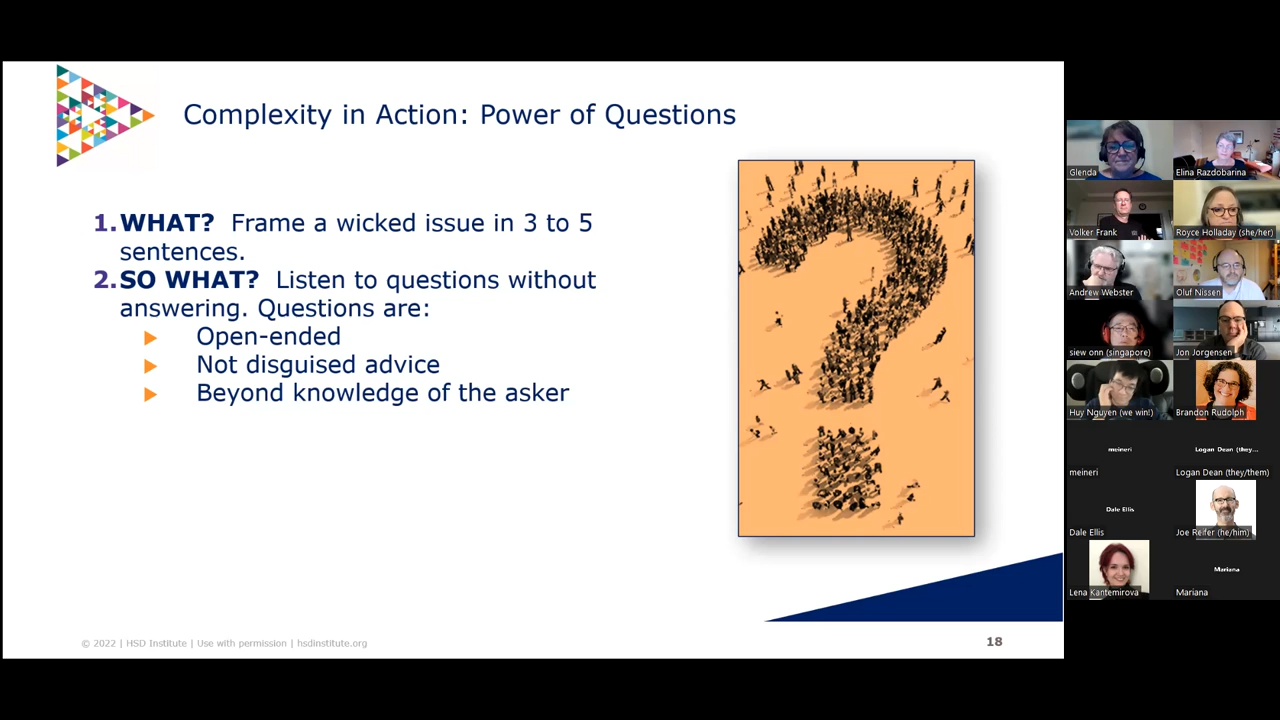 Complexity in Action: Power of Questions
1. WHAT? Frame a wicked issue in 3 to 5
sentences.
2. SO WHAT? Listen to questions without
answering. Questions are:
Open-ended
Not disguised advice
Beyond knowledge of the asker
© 2022 | HSD Institute | Use with permission | hsdinstitute.org
18
Glenda
Elina Razdobarina
Volker Frank
Royce Holladay (she/her)
Andrew Webster
Oluf Nissen
siew onn (singapore)
Jon Jorgensen
Huy Nguyen (we win!)
Brandon Rudolph
meineri
Logan Dean (they...
meineri
Logan Dean (they/them)
Dale Ellis
Dale Ellis
Joe Reifer (he/him)
Mariana
Lena Kantemirova
Mariana